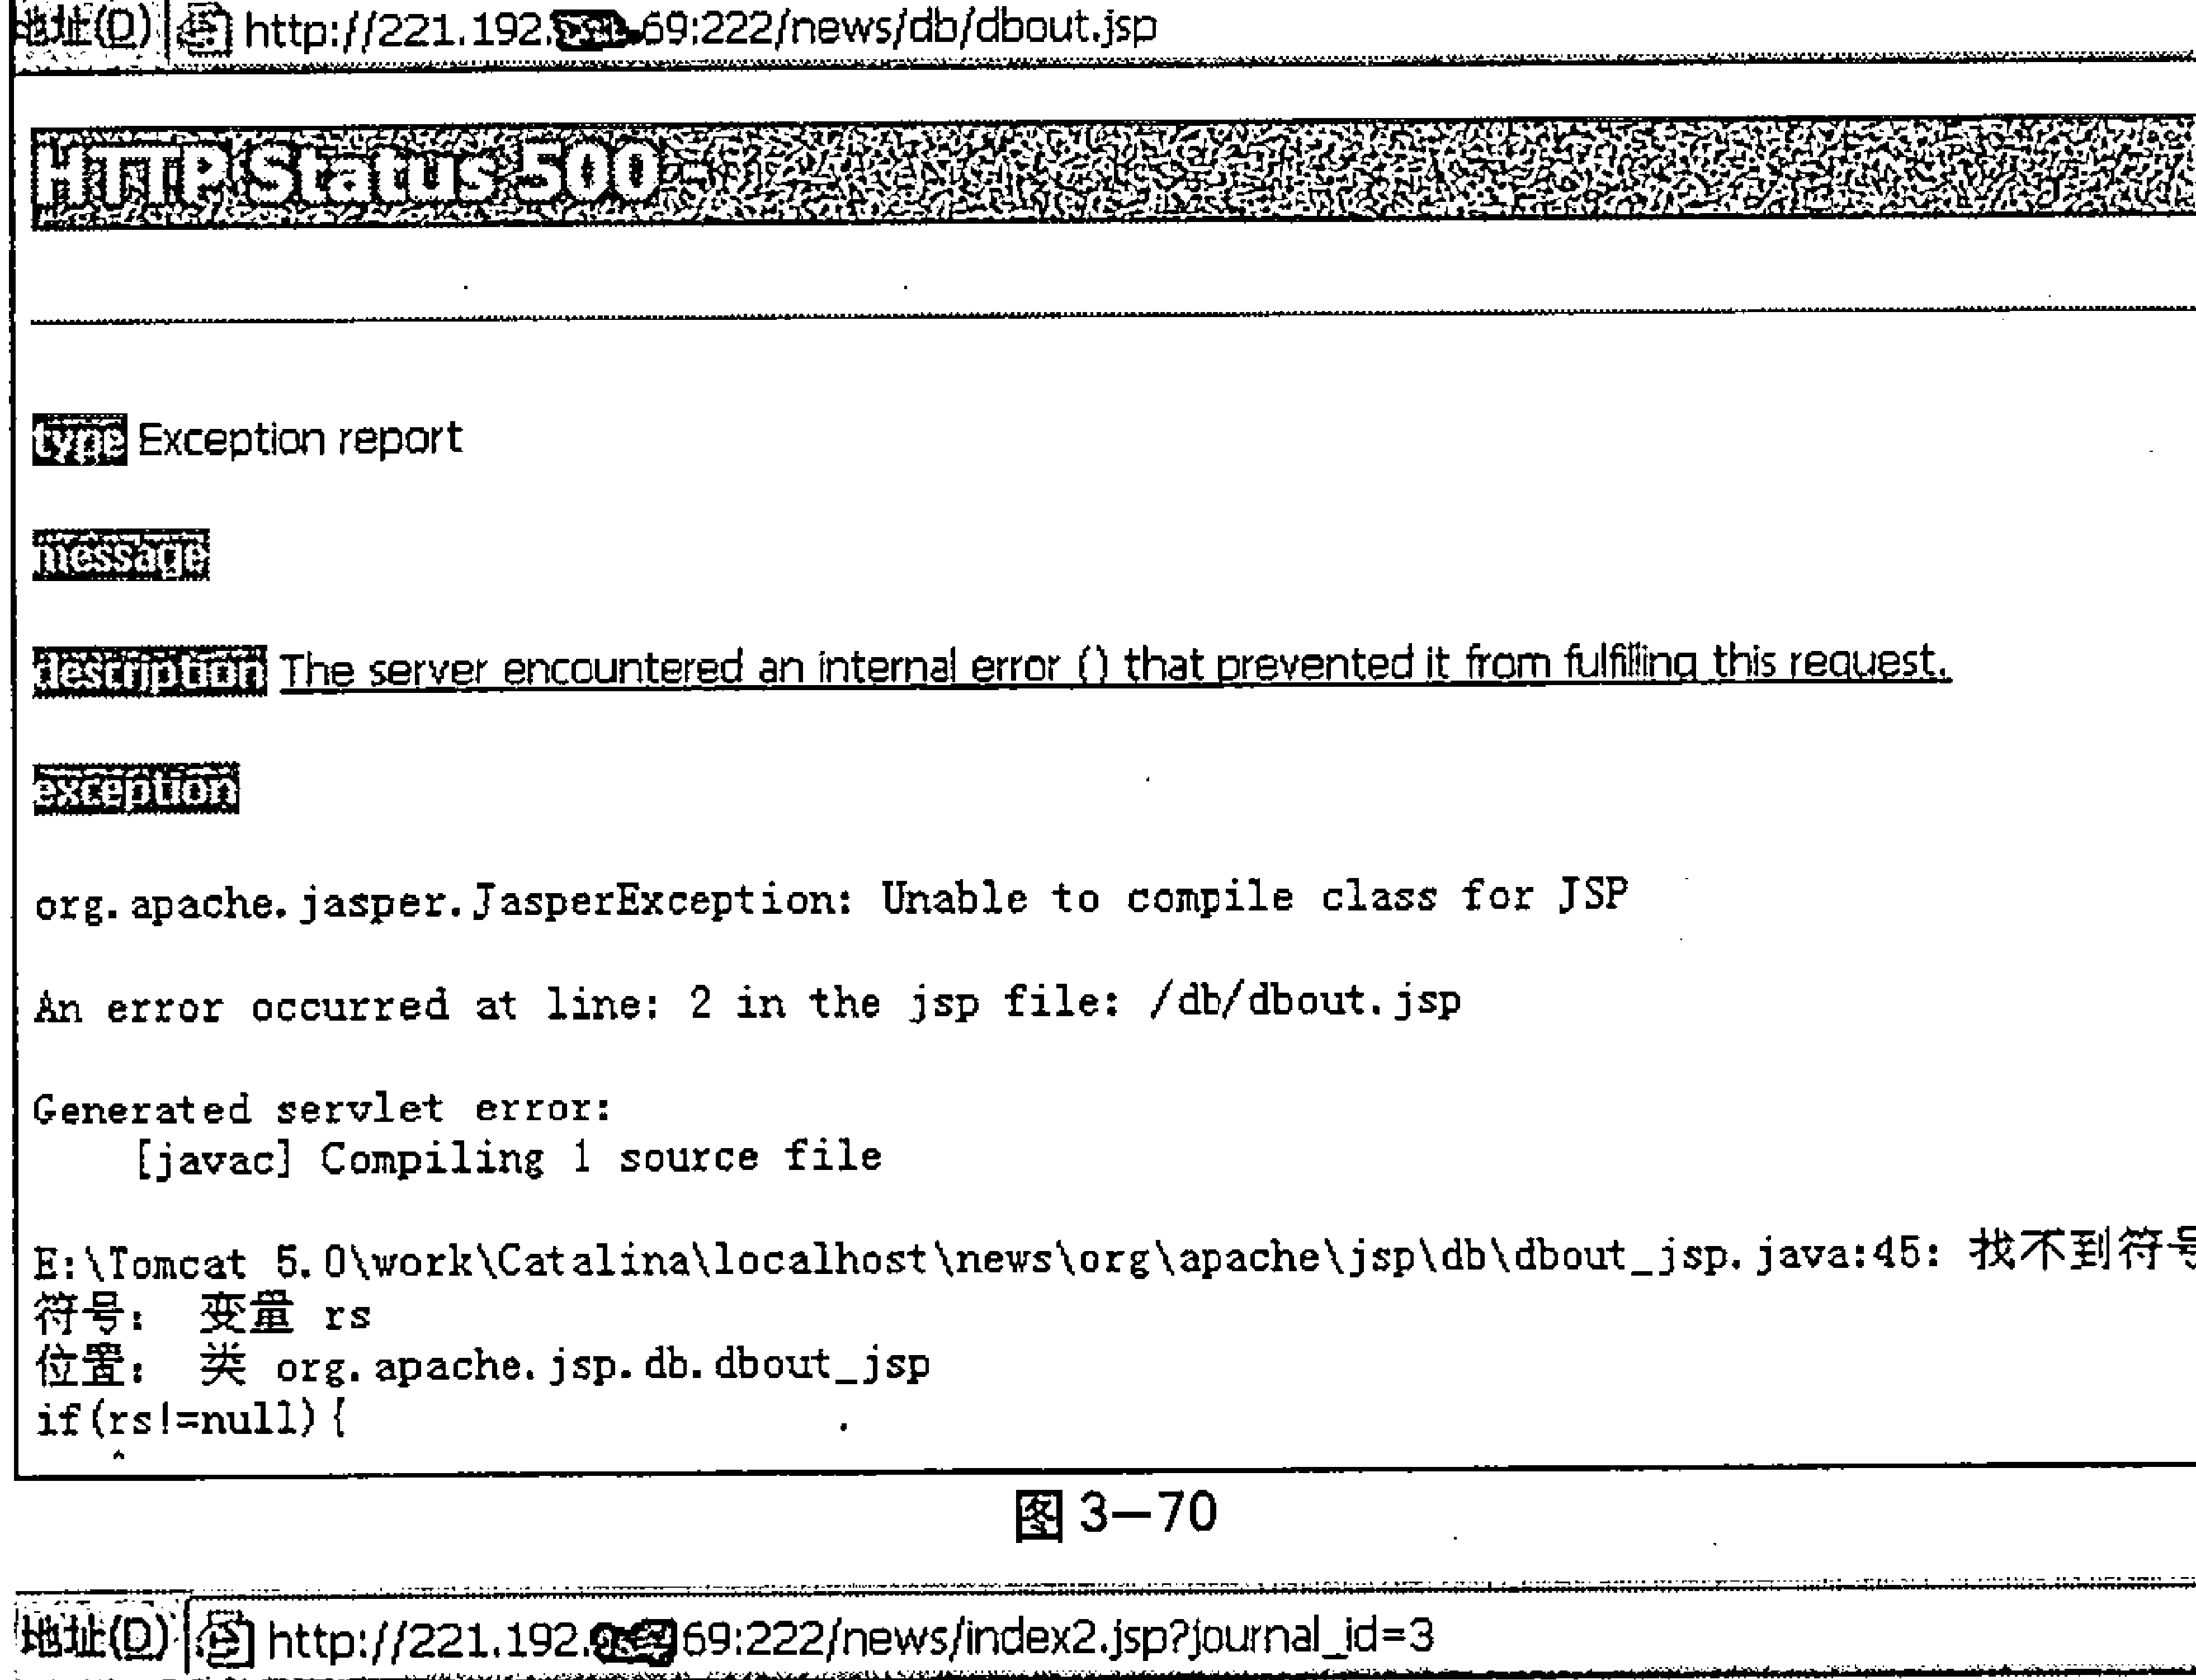 地址(D) http://221.192. 69:222/news/db/dbout.jsp
HTTP Status 500 -
type Exception report
message
description The server encountered an internal error () that prevented it from fulfilling this request.
exception
org.apache.jasper.JasperException: Unable to compile class for JSP
An error occurred at line: 2 in the jsp file: /db/dbout.jsp
Generated servlet error:
[javac] Compiling 1 source file
E:\Tomcat 5.0\work\Catalina\localhost\news\org\apache\jsp\db\dbout_jsp.java:45: 找不到符号
符号： 变量 rs
位置： 类 org.apache.jsp.db.dbout_jsp
if(rs!=null){
^
图 3—70
地址(D) http://221.192. 69:222/news/index2.jsp?journal_id=3